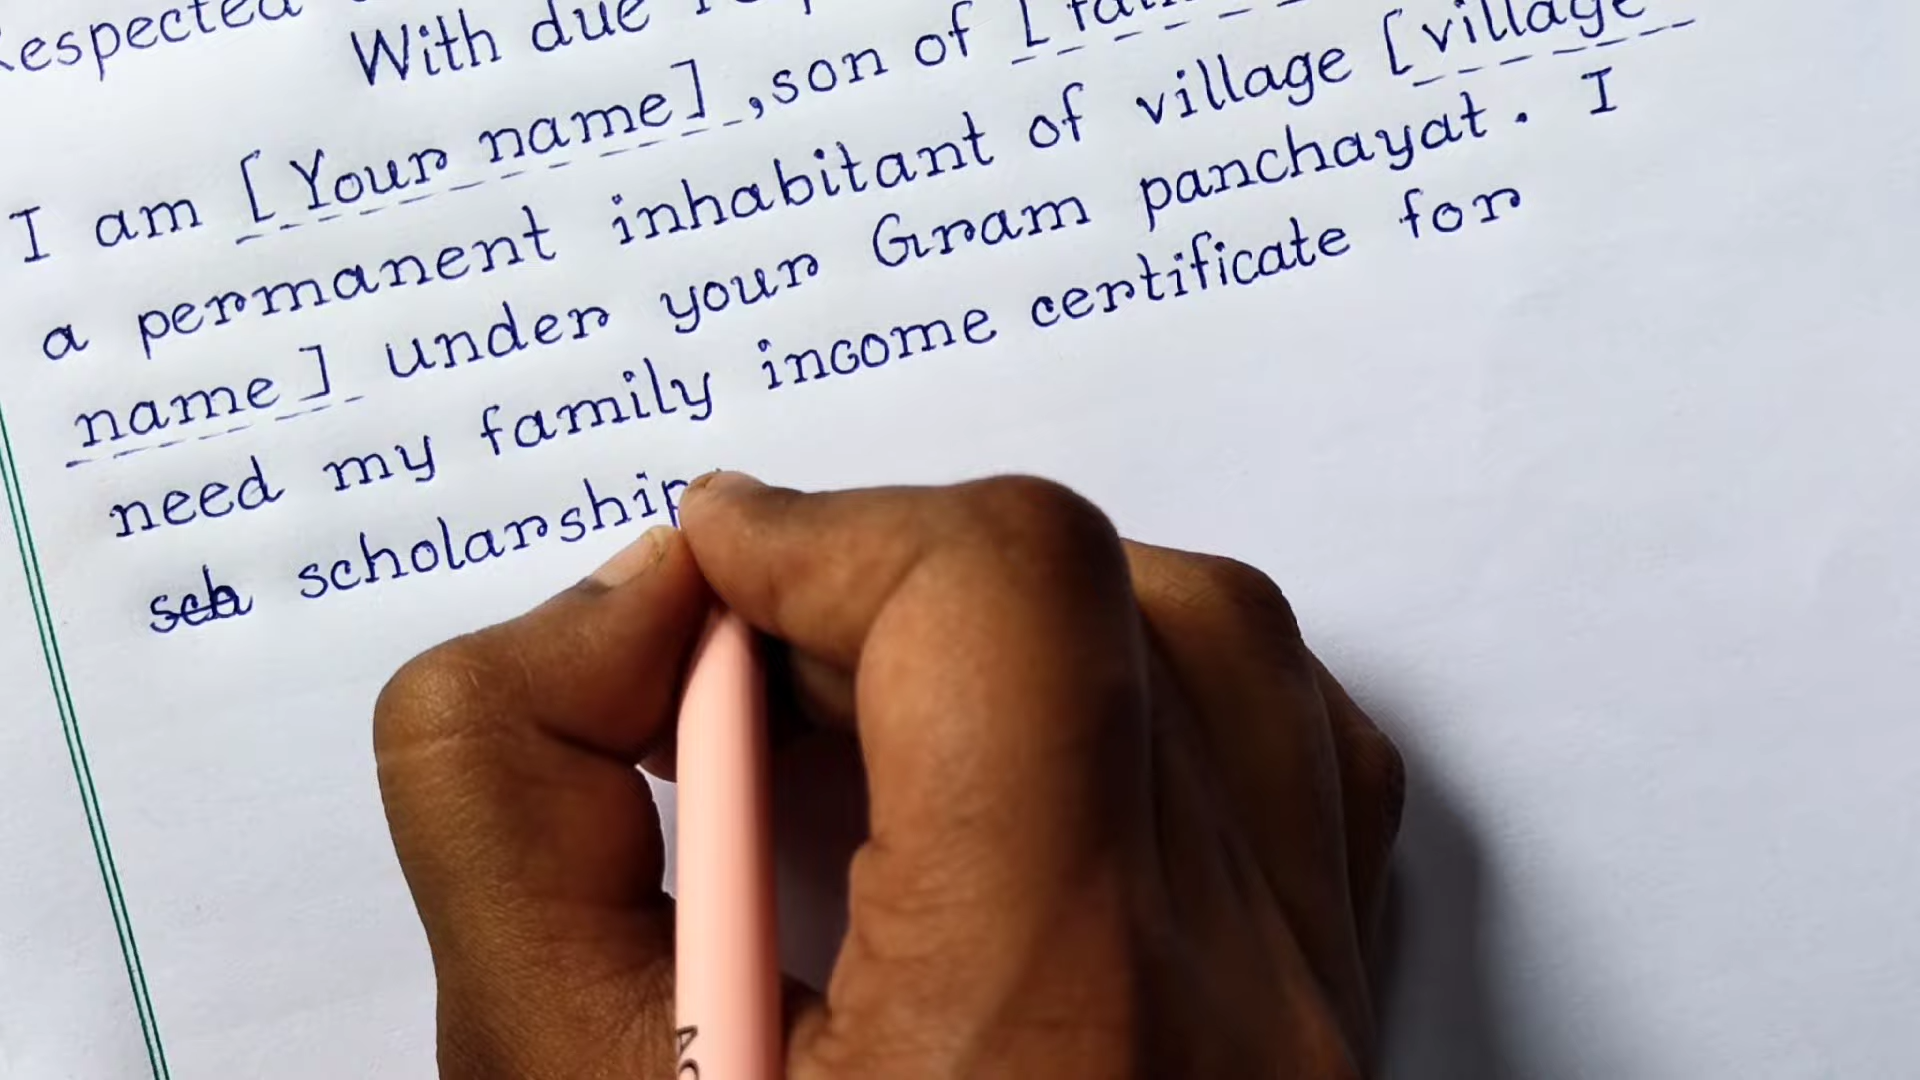 Respected
With due
I am [Your name], son of [
a permanent inhabitant of village [village
name] under your Gram panchayat. I
need my family income certificate for
scholarship